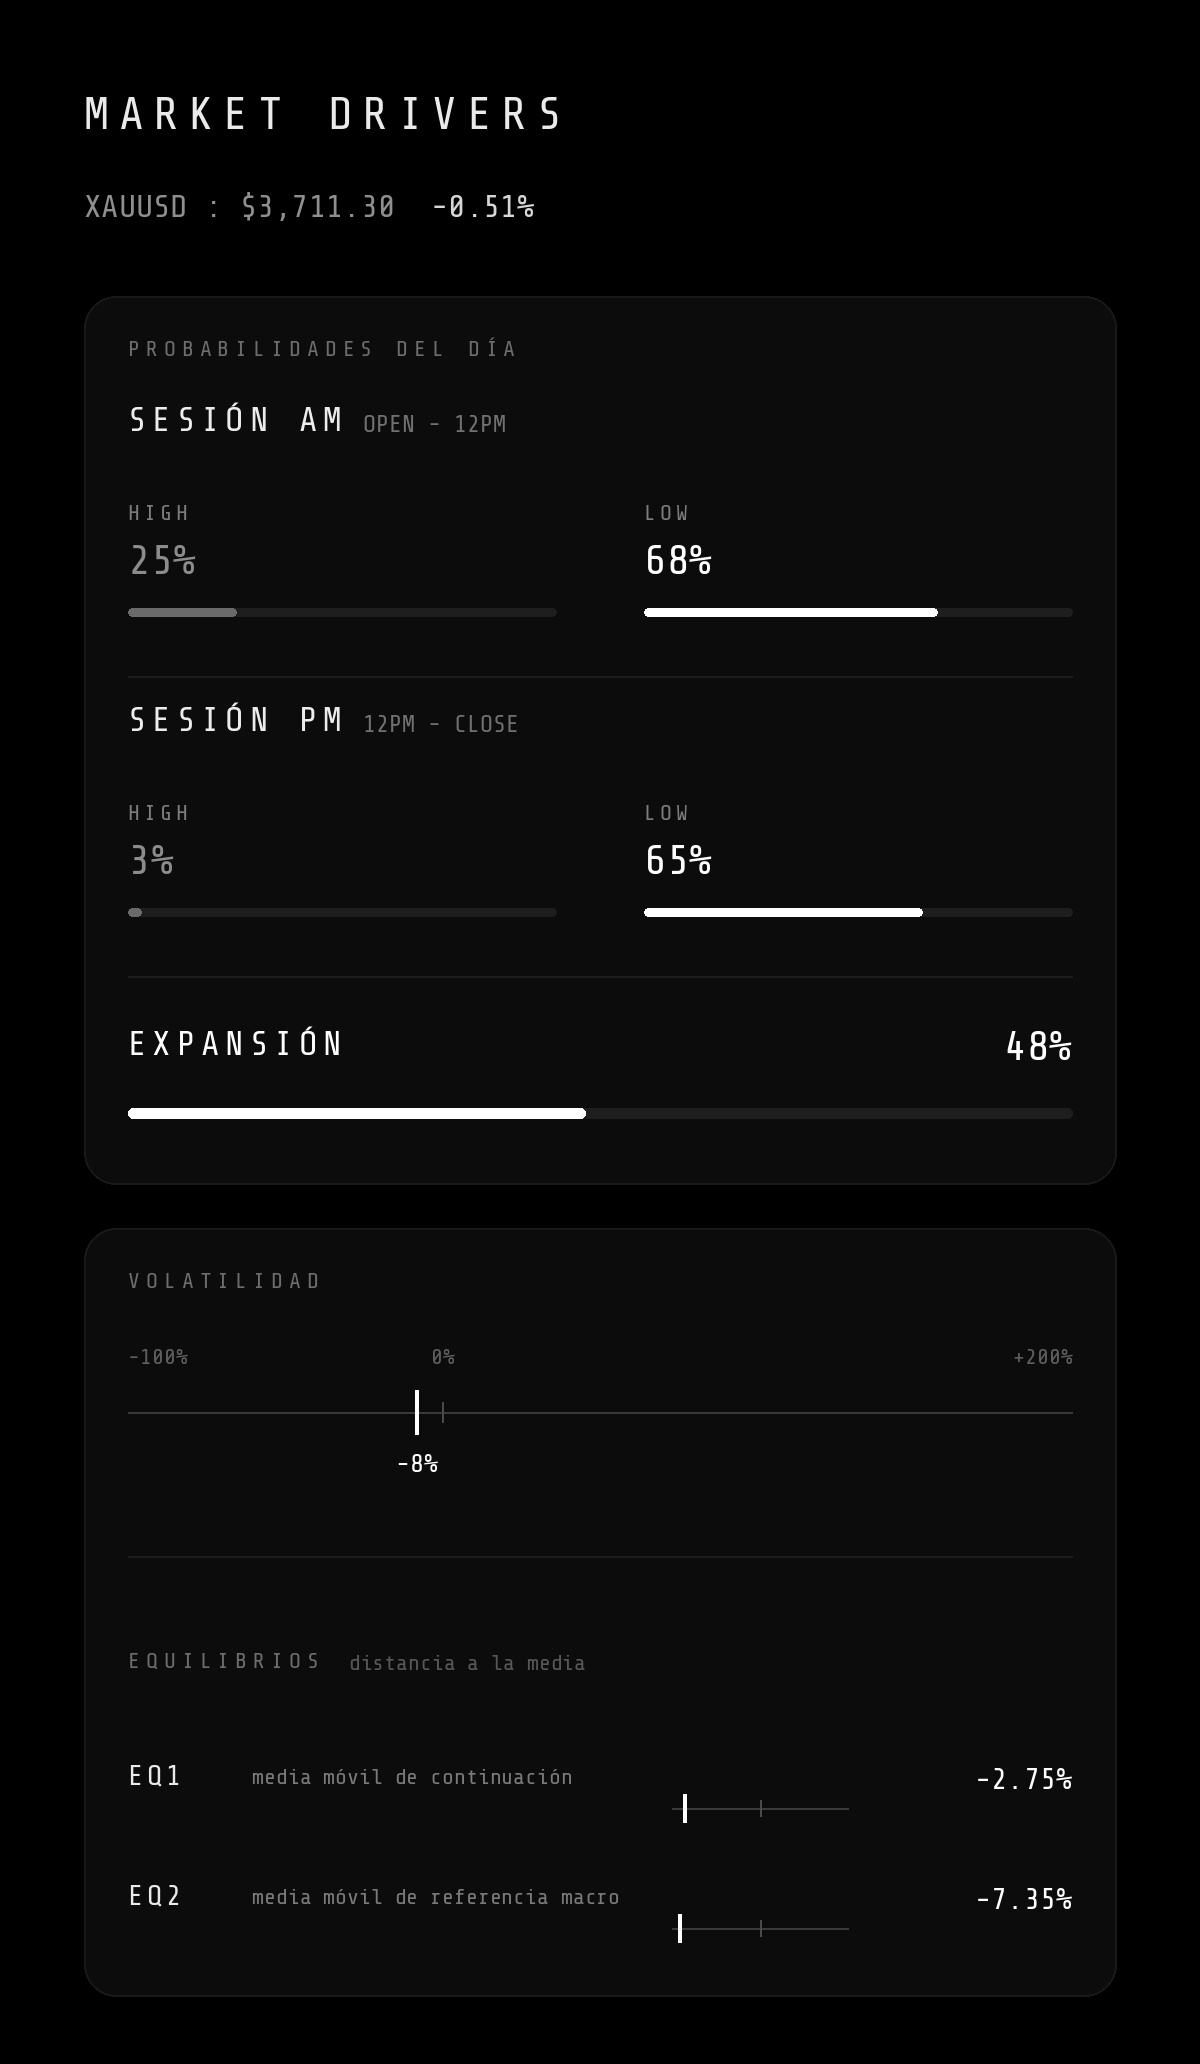 MARKET DRIVERS
XAUUSD : $3,711.30 -0.51%
PROBABILIDADES DEL DÍA
SESIÓN AM OPEN - 12PM
HIGH LOW
25% 68%
SESIÓN PM 12PM - CLOSE
HIGH LOW
3% 65%
EXPANSIÓN 48%
VOLATILIDAD
-100% 0% +200%
-8%
EQUILIBRIOS distancia a la media
EQ1 media móvil de continuación -2.75%
EQ2 media móvil de referencia macro -7.35%